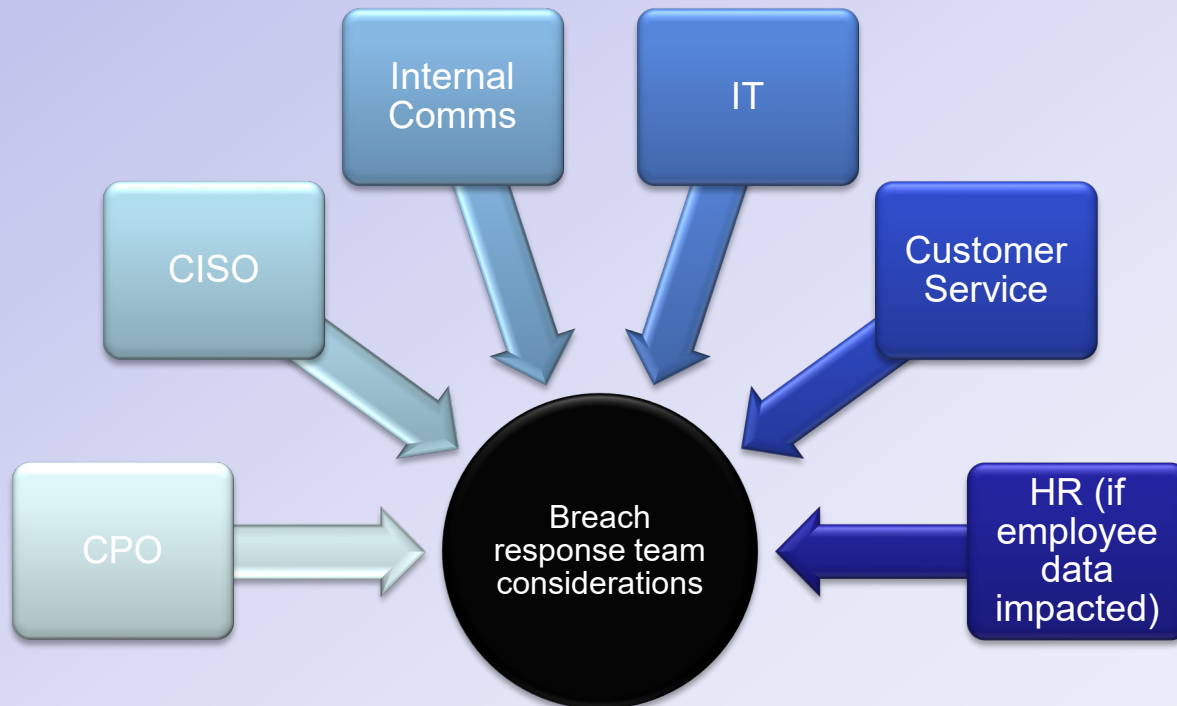 Internal
Comms
IT
CISO
Customer
Service
CPO
Breach
response team
considerations
HR (if
employee
data
impacted)